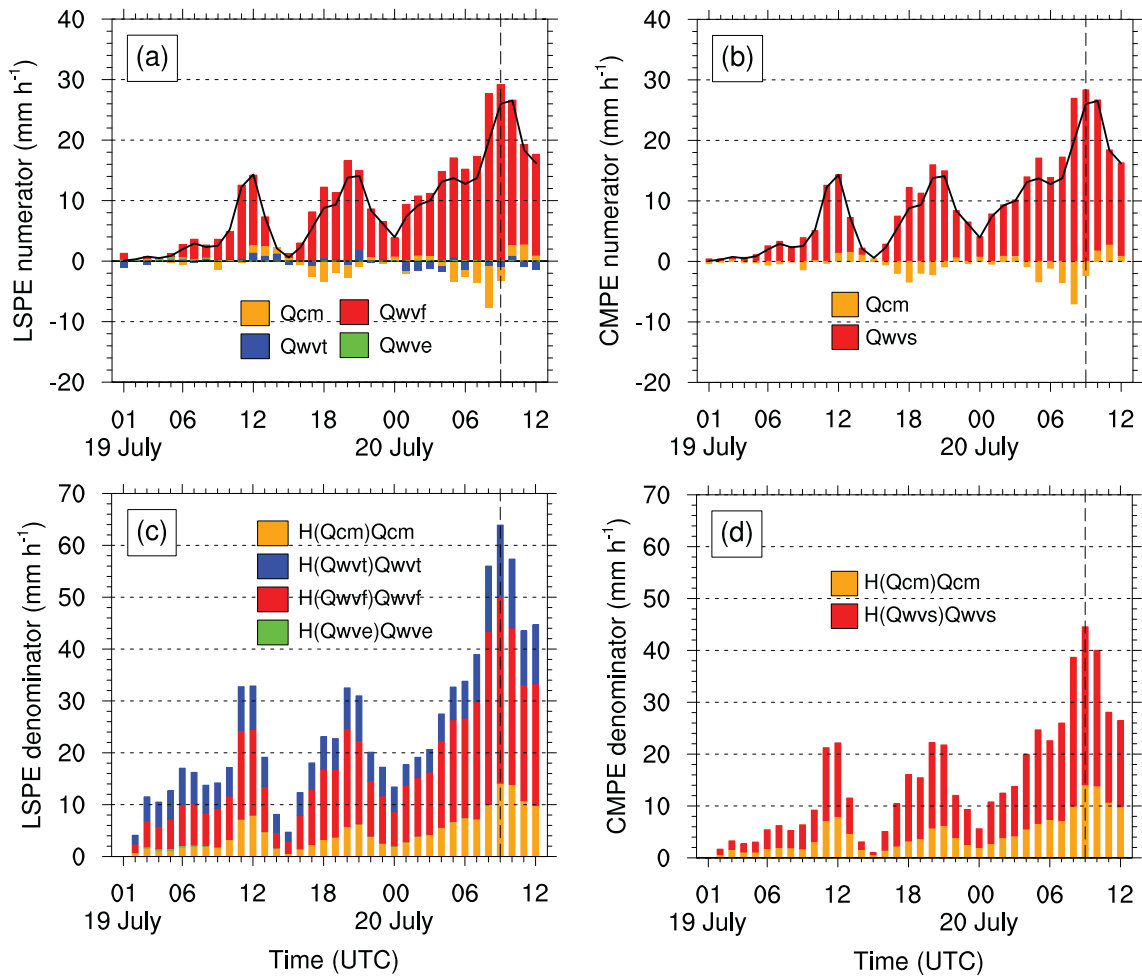 (a)
LSPE numerator (mm h-1)
40
30
20
10
0
-10
-20
Qcm
Qwvf
Qwvt
Qwve
01
06
12
18
00
06
12
19 July
20 July
(b)
CMPE numerator (mm h-1)
40
30
20
10
0
-10
-20
Qcm
Qwvs
01
06
12
18
00
06
12
19 July
20 July
(c)
LSPE denominator (mm h-1)
70
60
50
40
30
20
10
0
H(Qcm)Qcm
H(Qwvt)Qwvt
H(Qwvf)Qwvf
H(Qwve)Qwve
01
06
12
18
00
06
12
19 July
20 July
Time (UTC)
(d)
CMPE denominator (mm h-1)
70
60
50
40
30
20
10
0
H(Qcm)Qcm
H(Qwvs)Qwvs
01
06
12
18
00
06
12
19 July
20 July
Time (UTC)